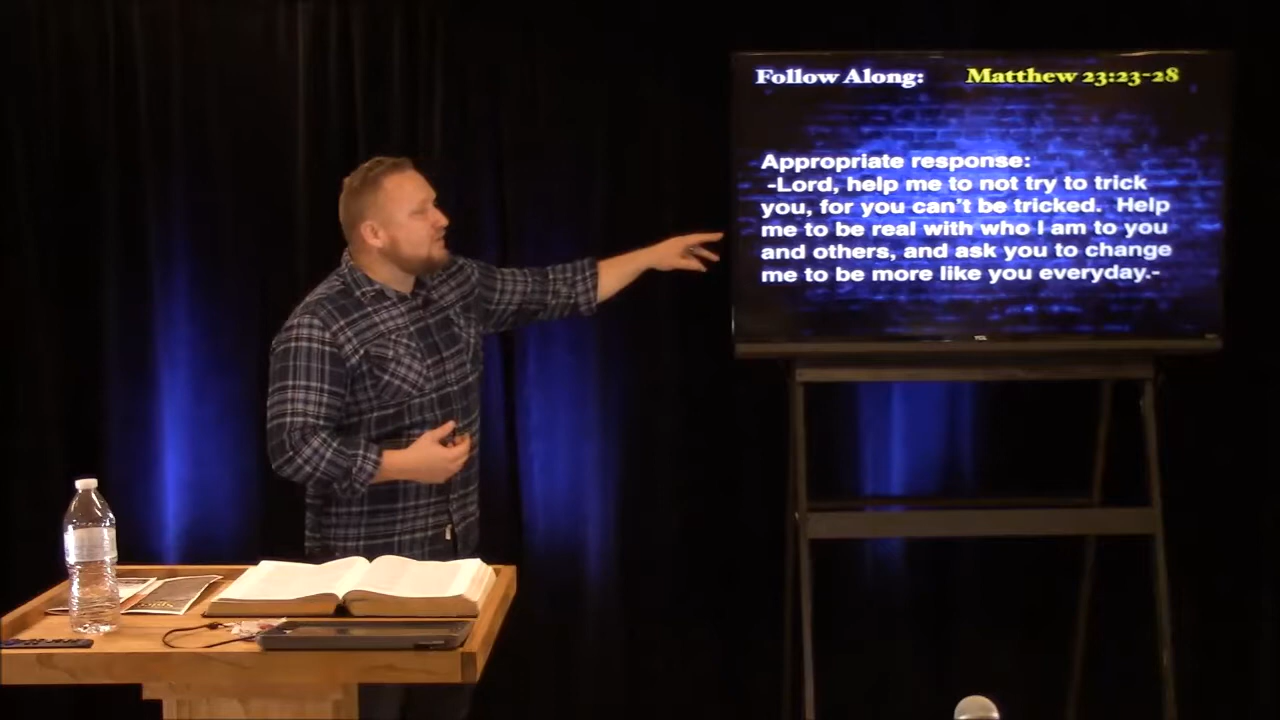 Follow Along: Matthew 23:23-28
Appropriate response:
-Lord, help me to not try to trick
you, for you can't be tricked. Help
me to be real with who I am to you
and others, and ask you to change
me to be more like you everyday.-
TCL